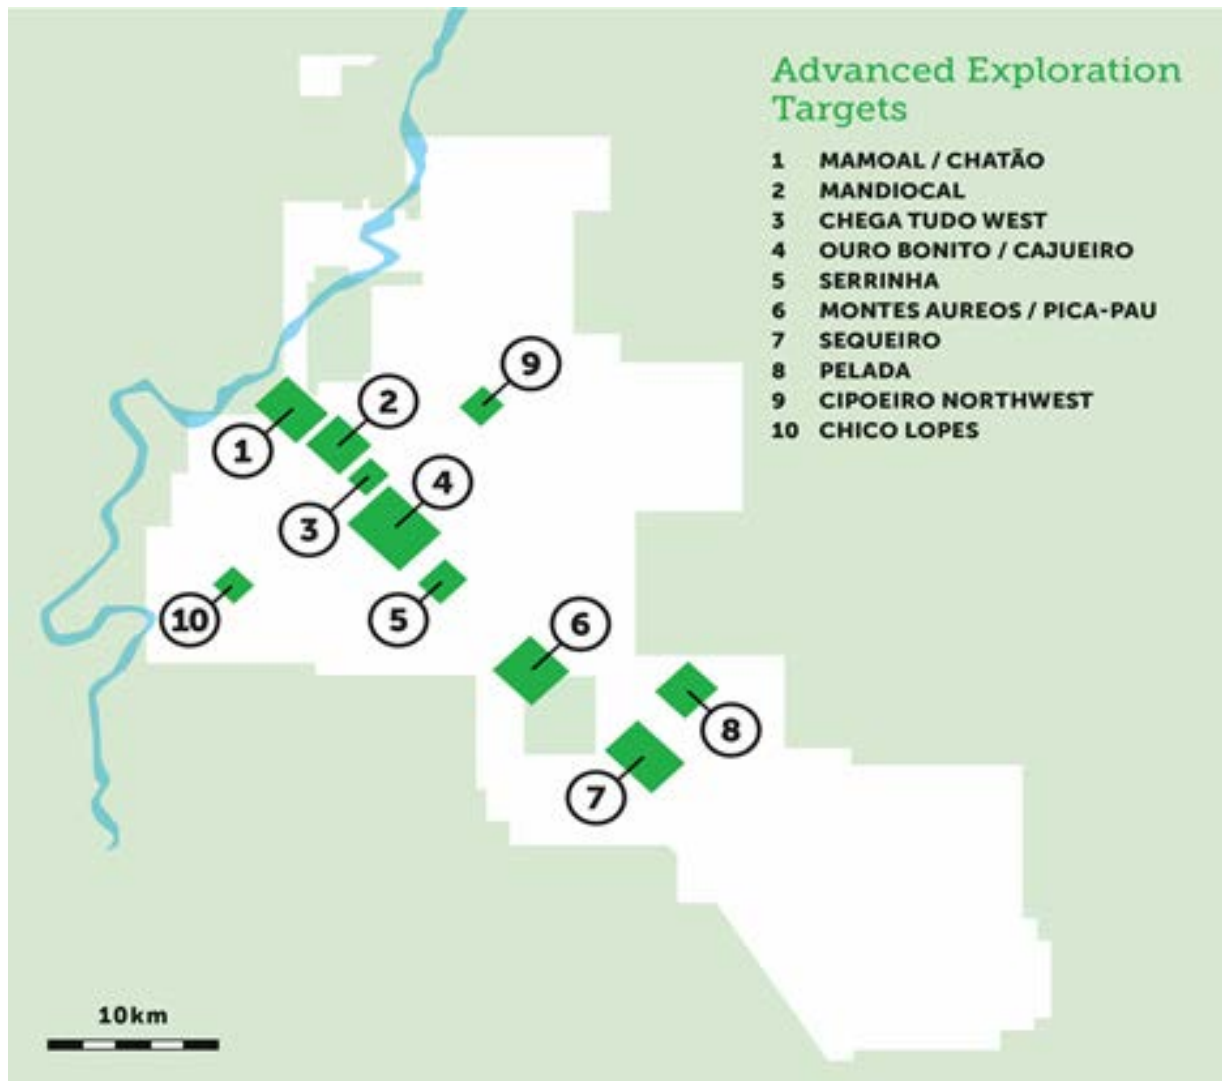 Advanced Exploration
Targets
1 MAMOAL / CHATÃO
2 MANDIOCAL
3 CHEGA TUDO WEST
4 OURO BONITO / CAJUEIRO
5 SERRINHA
6 MONTES AUREOS / PICA-PAU
7 SEQUEIRO
8 PELADA
9 CIPOEIRO NORTHWEST
10 CHICO LOPES
9
2
1
4
3
5
10
6
8
7
10km